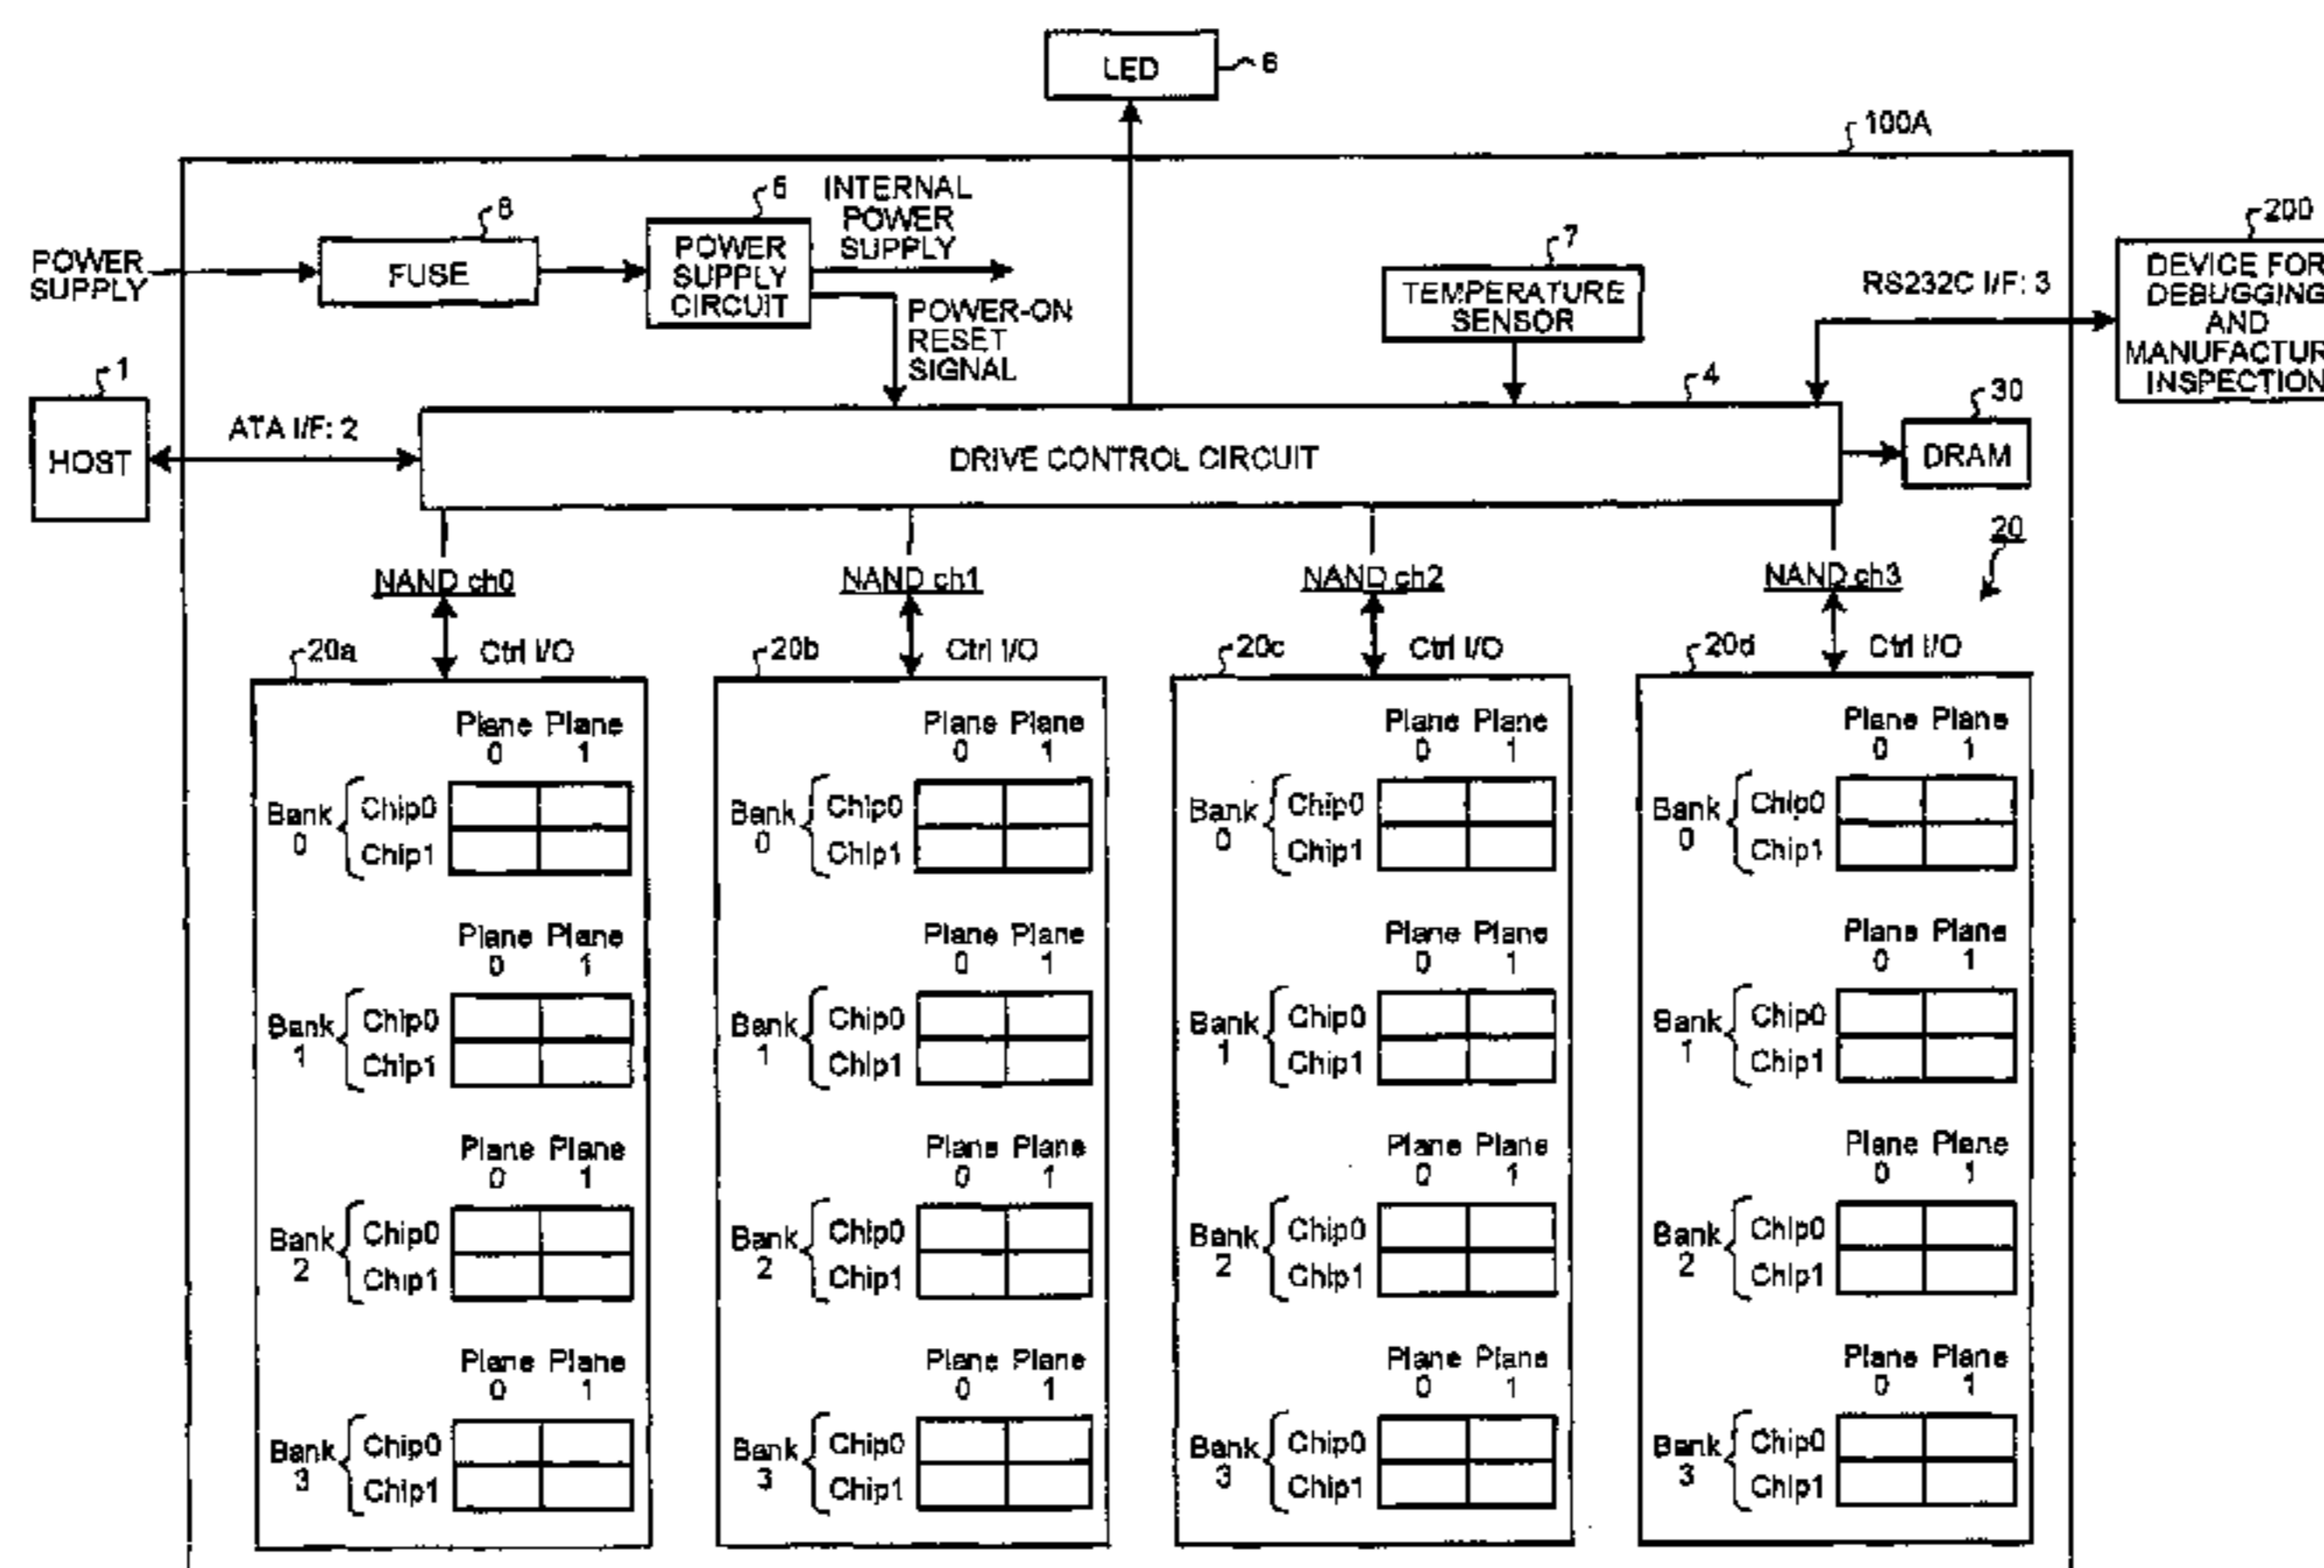 LED
6
100A
POWER
SUPPLY
8
FUSE
5
POWER
SUPPLY
CIRCUIT
INTERNAL
POWER
SUPPLY
POWER-ON
RESET
SIGNAL
7
TEMPERATURE
SENSOR
RS232C I/F: 3
200
DEVICE FOR
DEBUGGING
AND
MANUFACTUR
INSPECTION
1
HOST
ATA I/F: 2
4
DRIVE CONTROL CIRCUIT
30
DRAM
20
NAND ch0
NAND ch1
NAND ch2
NAND ch3
20a
Ctrl I/O
20b
Ctrl I/O
20c
Ctrl I/O
20d
Ctrl I/O
Plane Plane
0 1
Bank
0
Chip0
Chip1
Plane Plane
0 1
Bank
1
Chip0
Chip1
Plane Plane
0 1
Bank
2
Chip0
Chip1
Plane Plane
0 1
Bank
3
Chip0
Chip1
Plane Plane
0 1
Bank
0
Chip0
Chip1
Plane Plane
0 1
Bank
1
Chip0
Chip1
Plane Plane
0 1
Bank
2
Chip0
Chip1
Plane Plane
0 1
Bank
3
Chip0
Chip1
Plane Plane
0 1
Bank
0
Chip0
Chip1
Plane Plane
0 1
Bank
1
Chip0
Chip1
Plane Plane
0 1
Bank
2
Chip0
Chip1
Plane Plane
0 1
Bank
3
Chip0
Chip1
Plane Plane
0 1
Bank
0
Chip0
Chip1
Plane Plane
0 1
Bank
1
Chip0
Chip1
Plane Plane
0 1
Bank
2
Chip0
Chip1
Plane Plane
0 1
Bank
3
Chip0
Chip1